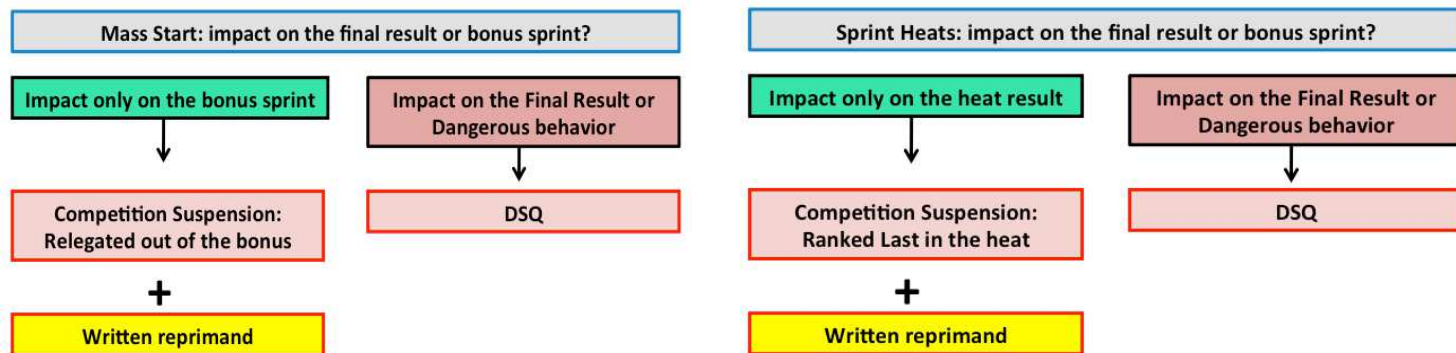 Mass Start: impact on the final result or bonus sprint?
Impact only on the bonus sprint
Impact on the Final Result or
Dangerous behavior
Competition Suspension:
Relegated out of the bonus
DSQ
+
Written reprimand
Sprint Heats: impact on the final result or bonus sprint?
Impact only on the heat result
Impact on the Final Result or
Dangerous behavior
Competition Suspension:
Ranked Last in the heat
DSQ
+
Written reprimand